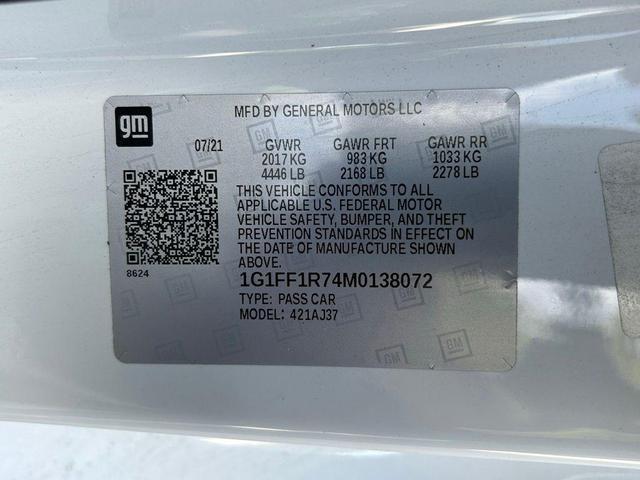 MFD BY GENERAL MOTORS LLC
gm
07/21 GVWR GAWR FRT GAWR RR
2017 KG 983 KG 1033 KG
4446 LB 2168 LB 2278 LB
THIS VEHICLE CONFORMS TO ALL
APPLICABLE U.S. FEDERAL MOTOR
VEHICLE SAFETY, BUMPER, AND THEFT
PREVENTION STANDARDS IN EFFECT ON
THE DATE OF MANUFACTURE SHOWN
ABOVE.
8624
1G1FF1R74M0138072
TYPE: PASS CAR
MODEL: 421AJ37